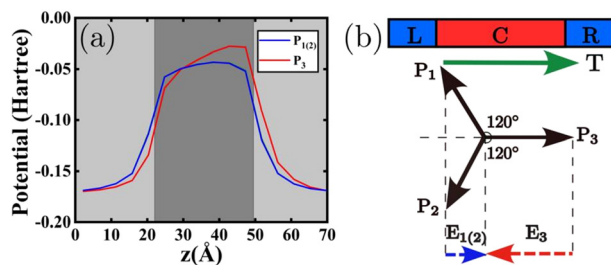 (a)
P1(2)
P3
0.00
-0.05
-0.10
-0.15
-0.20
Potential (Hartree)
0 10 20 30 40 50 60 70
z(Å)
(b)
L C R
T
P1
120°
120°
P3
P2
E1(2) E3